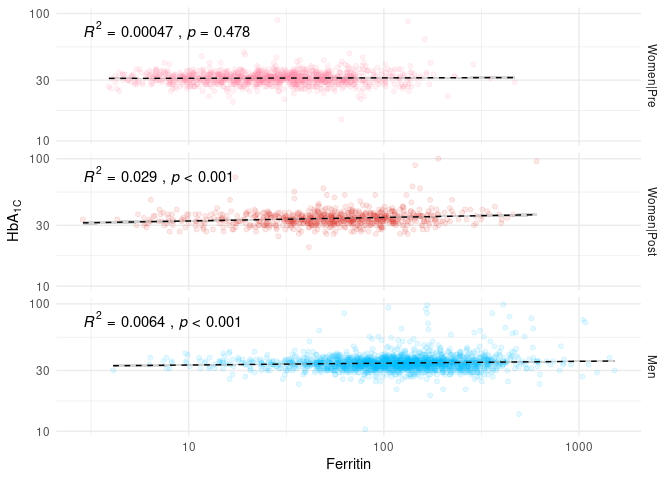 100
R² = 0.00047 , p = 0.478
30
10
Women|Pre
100
R² = 0.029 , p < 0.001
30
10
Women|Post
100
R² = 0.0064 , p < 0.001
30
10
Men
HbA1C
10 100 1000
Ferritin